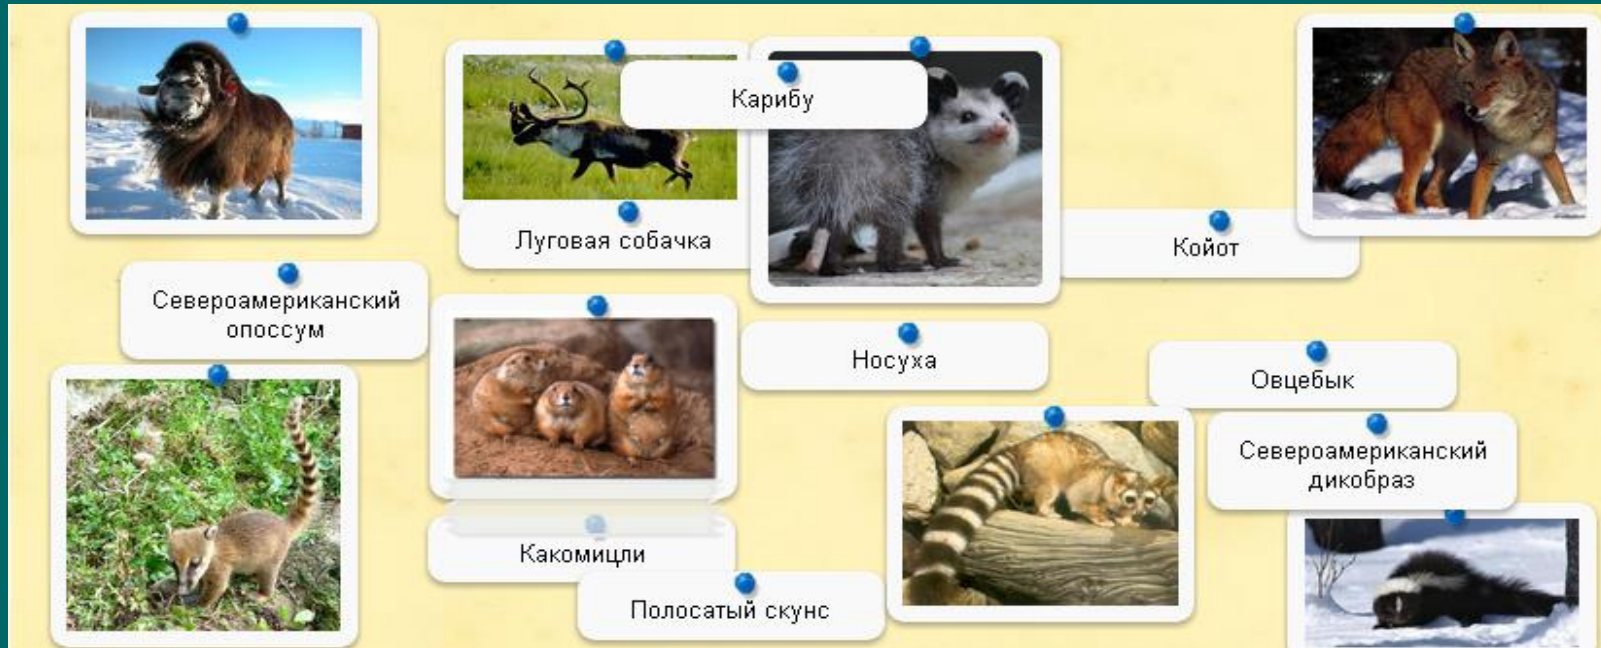 Карибу
Луговая собачка
Койот
Североамериканский
опоссум
Носуха
Овцебык
Североамериканский
дикобраз
Какомицли
Полосатый скунс